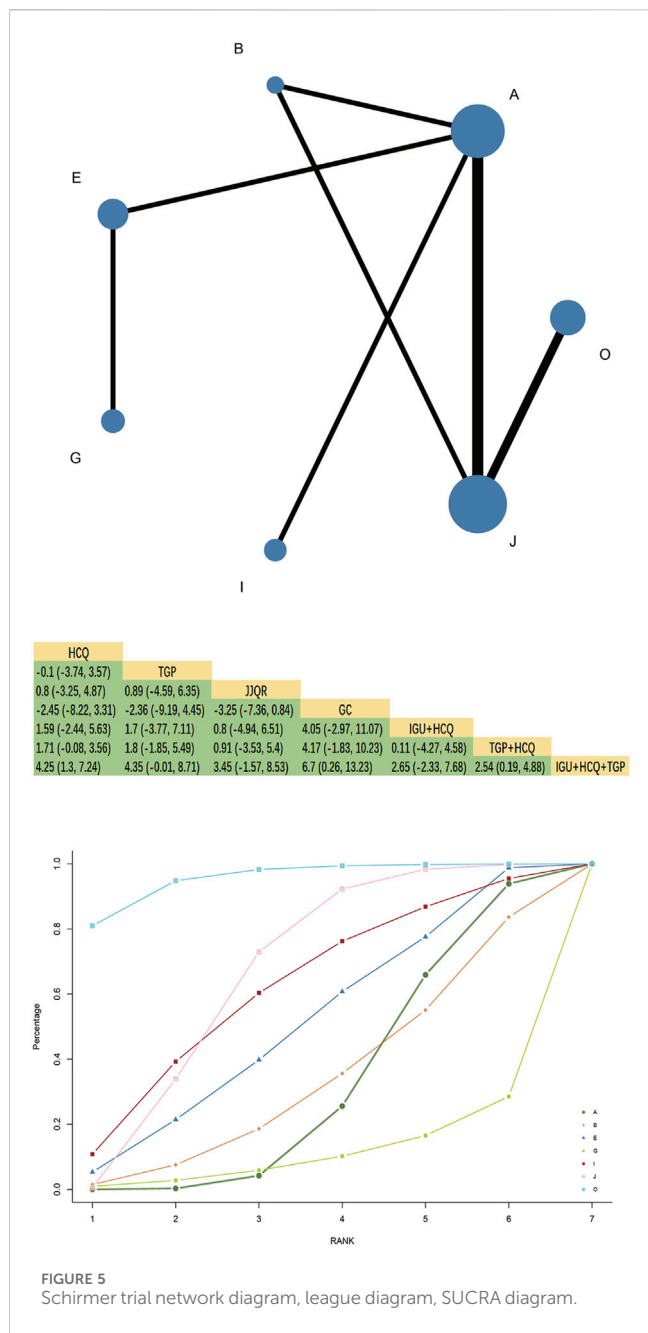 B
A
E
O
G
J
I
HCQ
-0.1 (-3.74, 3.57) TGP
0.8 (-3.25, 4.87) 0.89 (-4.59, 6.35) JJQR
-2.45 (-8.22, 3.31) -2.36 (-9.19, 4.45) -3.25 (-7.36, 0.84) GC
1.59 (-2.44, 5.63) 1.7 (-3.77, 7.11) 0.8 (-4.94, 6.51) 4.05 (-2.97, 11.07) IGU+HCQ
1.71 (-0.08, 3.56) 1.8 (-1.85, 5.49) 0.91 (-3.53, 5.4) 4.17 (-1.83, 10.23) 0.11 (-4.27, 4.58) TGP+HCQ
4.25 (1.3, 7.24) 4.35 (-0.01, 8.71) 3.45 (-1.57, 8.53) 6.7 (0.26, 13.23) 2.65 (-2.33, 7.68) 2.54 (0.19, 4.88) IGU+HCQ+TGP
1.0
0.8
0.6
Percentage
0.4
0.2
0.0
A
B
E
G
I
J
O
1 2 3 4 5 6 7
RANK
FIGURE 5
Schirmer trial network diagram, league diagram, SUCRA diagram.